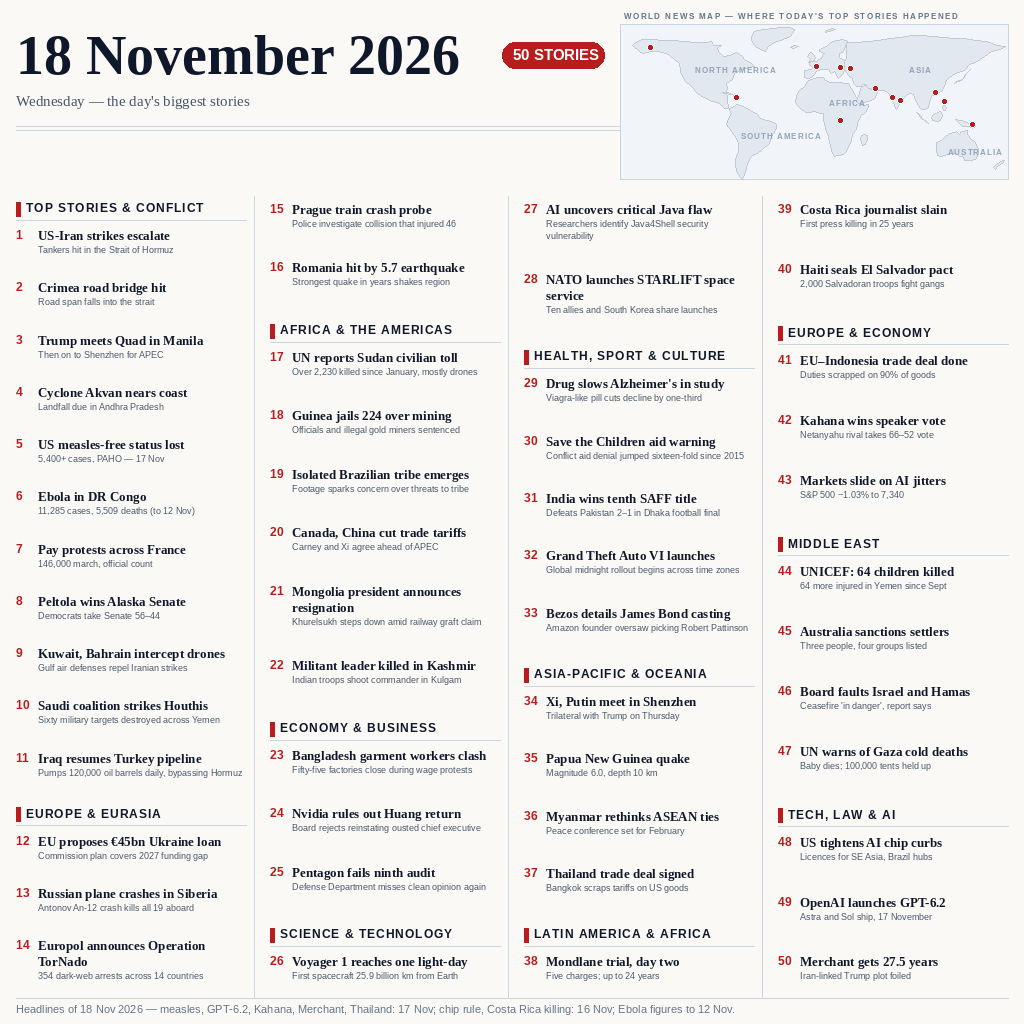 18 November 2026
50 STORIES
Wednesday — the day's biggest stories
WORLD NEWS MAP — WHERE TODAY'S TOP STORIES HAPPENED
NORTH AMERICA
ASIA
AFRICA
SOUTH AMERICA
AUSTRALIA
TOP STORIES & CONFLICT
1 US-Iran strikes escalate
Tankers hit in the Strait of Hormuz
2 Crimea road bridge hit
Road span falls into the strait
3 Trump meets Quad in Manila
Then on to Shenzhen for APEC
4 Cyclone Akvan nears coast
Landfall due in Andhra Pradesh
5 US measles-free status lost
5,400+ cases, PAHO — 17 Nov
6 Ebola in DR Congo
11,285 cases, 5,509 deaths (to 12 Nov)
7 Pay protests across France
146,000 march, official count
8 Peltola wins Alaska Senate
Democrats take Senate 56–44
9 Kuwait, Bahrain intercept drones
Gulf air defenses repel Iranian strikes
10 Saudi coalition strikes Houthis
Sixty military targets destroyed across Yemen
11 Iraq resumes Turkey pipeline
Pumps 120,000 oil barrels daily, bypassing Hormuz
EUROPE & EURASIA
12 EU proposes €45bn Ukraine loan
Commission plan covers 2027 funding gap
13 Russian plane crashes in Siberia
Antonov An-12 crash kills all 19 aboard
14 Europol announces Operation
TorNado
354 dark-web arrests across 14 countries
15 Prague train crash probe
Police investigate collision that injured 46
16 Romania hit by 5.7 earthquake
Strongest quake in years shakes region
AFRICA & THE AMERICAS
17 UN reports Sudan civilian toll
Over 2,230 killed since January, mostly drones
18 Guinea jails 224 over mining
Officials and illegal gold miners sentenced
19 Isolated Brazilian tribe emerges
Footage sparks concern over threats to tribe
20 Canada, China cut trade tariffs
Carney and Xi agree ahead of APEC
21 Mongolia president announces
resignation
Khurelsukh steps down amid railway graft claim
22 Militant leader killed in Kashmir
Indian troops shoot commander in Kulgam
ECONOMY & BUSINESS
23 Bangladesh garment workers clash
Fifty-five factories close during wage protests
24 Nvidia rules out Huang return
Board rejects reinstating ousted chief executive
25 Pentagon fails ninth audit
Defense Department misses clean opinion again
SCIENCE & TECHNOLOGY
26 Voyager 1 reaches one light-day
First spacecraft 25.9 billion km from Earth
27 AI uncovers critical Java flaw
Researchers identify Java4Shell security
vulnerability
28 NATO launches STARLIFT space
service
Ten allies and South Korea share launches
HEALTH, SPORT & CULTURE
29 Drug slows Alzheimer's in study
Viagra-like pill cuts decline by one-third
30 Save the Children aid warning
Conflict aid denial jumped sixteen-fold since 2015
31 India wins tenth SAFF title
Defeats Pakistan 2–1 in Dhaka football final
32 Grand Theft Auto VI launches
Global midnight rollout begins across time zones
33 Bezos details James Bond casting
Amazon founder oversaw picking Robert Pattinson
ASIA-PACIFIC & OCEANIA
34 Xi, Putin meet in Shenzhen
Trilateral with Trump on Thursday
35 Papua New Guinea quake
Magnitude 6.0, depth 10 km
36 Myanmar rethinks ASEAN ties
Peace conference set for February
37 Thailand trade deal signed
Bangkok scraps tariffs on US goods
LATIN AMERICA & AFRICA
38 Mondlane trial, day two
Five charges; up to 24 years
39 Costa Rica journalist slain
First press killing in 25 years
40 Haiti seals El Salvador pact
2,000 Salvadoran troops fight gangs
EUROPE & ECONOMY
41 EU–Indonesia trade deal done
Duties scrapped on 90% of goods
42 Kahana wins speaker vote
Netanyahu rival takes 66–52 vote
43 Markets slide on AI jitters
S&P 500 −1.03% to 7,340
MIDDLE EAST
44 UNICEF: 64 children killed
64 more injured in Yemen since Sept
45 Australia sanctions settlers
Three people, four groups listed
46 Board faults Israel and Hamas
Ceasefire 'in danger', report says
47 UN warns of Gaza cold deaths
Baby dies; 100,000 tents held up
TECH, LAW & AI
48 US tightens AI chip curbs
Licences for SE Asia, Brazil hubs
49 OpenAI launches GPT-6.2
Astra and Sol ship, 17 November
50 Merchant gets 27.5 years
Iran-linked Trump plot foiled
Headlines of 18 Nov 2026 — measles, GPT-6.2, Kahana, Merchant, Thailand: 17 Nov; chip rule, Costa Rica killing: 16 Nov; Ebola figures to 12 Nov.